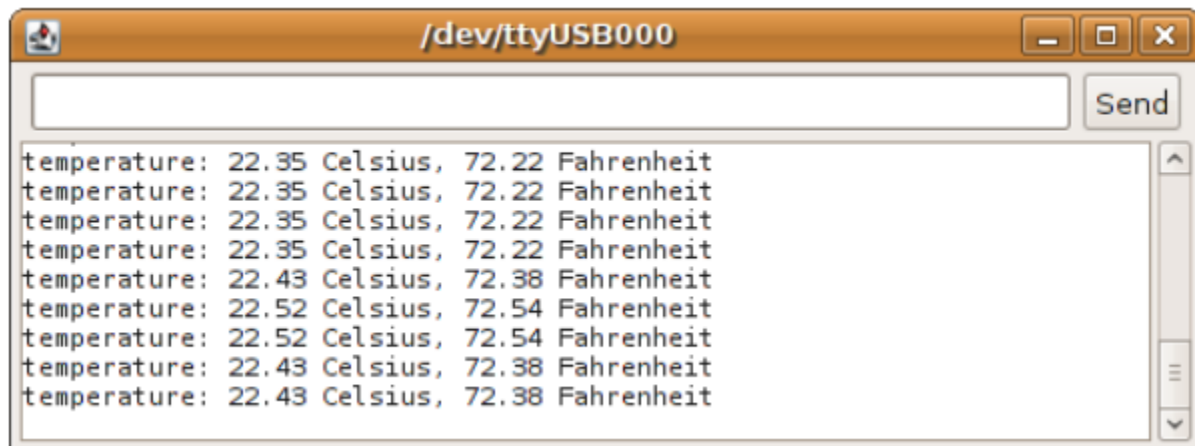 /dev/ttyUSB000
Send
temperature: 22.35 Celsius, 72.22 Fahrenheit
temperature: 22.35 Celsius, 72.22 Fahrenheit
temperature: 22.35 Celsius, 72.22 Fahrenheit
temperature: 22.35 Celsius, 72.22 Fahrenheit
temperature: 22.43 Celsius, 72.38 Fahrenheit
temperature: 22.52 Celsius, 72.54 Fahrenheit
temperature: 22.52 Celsius, 72.54 Fahrenheit
temperature: 22.43 Celsius, 72.38 Fahrenheit
temperature: 22.43 Celsius, 72.38 Fahrenheit